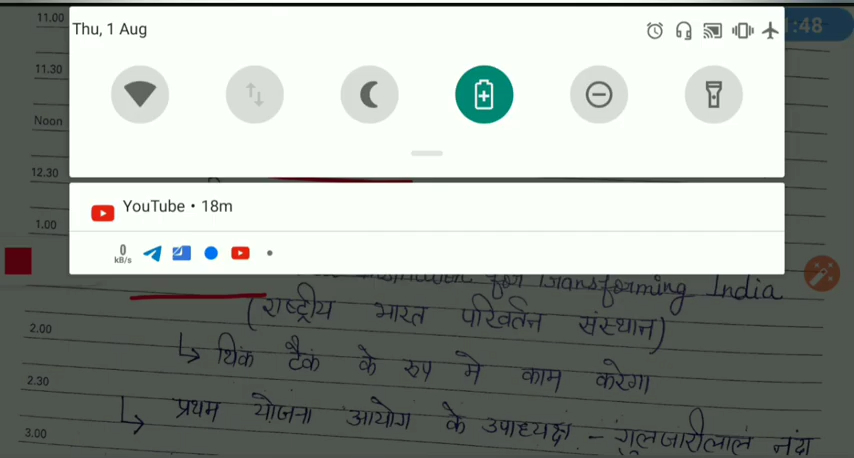 11.00
Thu, 1 Aug
:48
11.30
Noon
12.30
YouTube • 18m
1.00
0
kB/s
for Transforming India
(राष्ट्रीय भारत परिवर्तन संस्थान)
2.00
↳ थिंक टैंक के रुप मे काम करेगा
2.30
↳ प्रथम योजना आयोग के उपाध्यक्ष - गुलजारीलाल नंदा
3.00